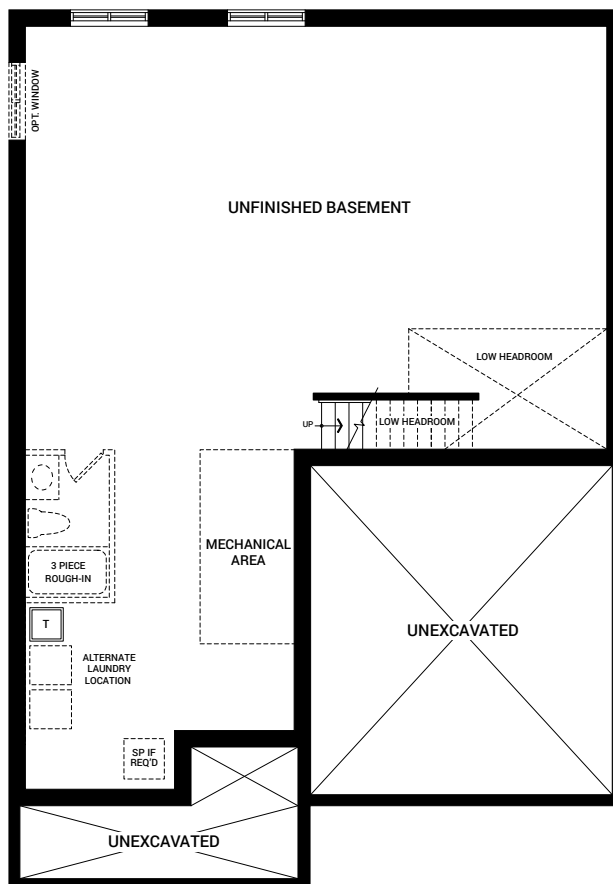 OPT. WINDOW
UNFINISHED BASEMENT
LOW HEADROOM
UP
LOW HEADROOM
MECHANICAL
AREA
3 PIECE
ROUGH-IN
T
UNEXCAVATED
ALTERNATE
LAUNDRY
LOCATION
SP IF
REQ'D
UNEXCAVATED